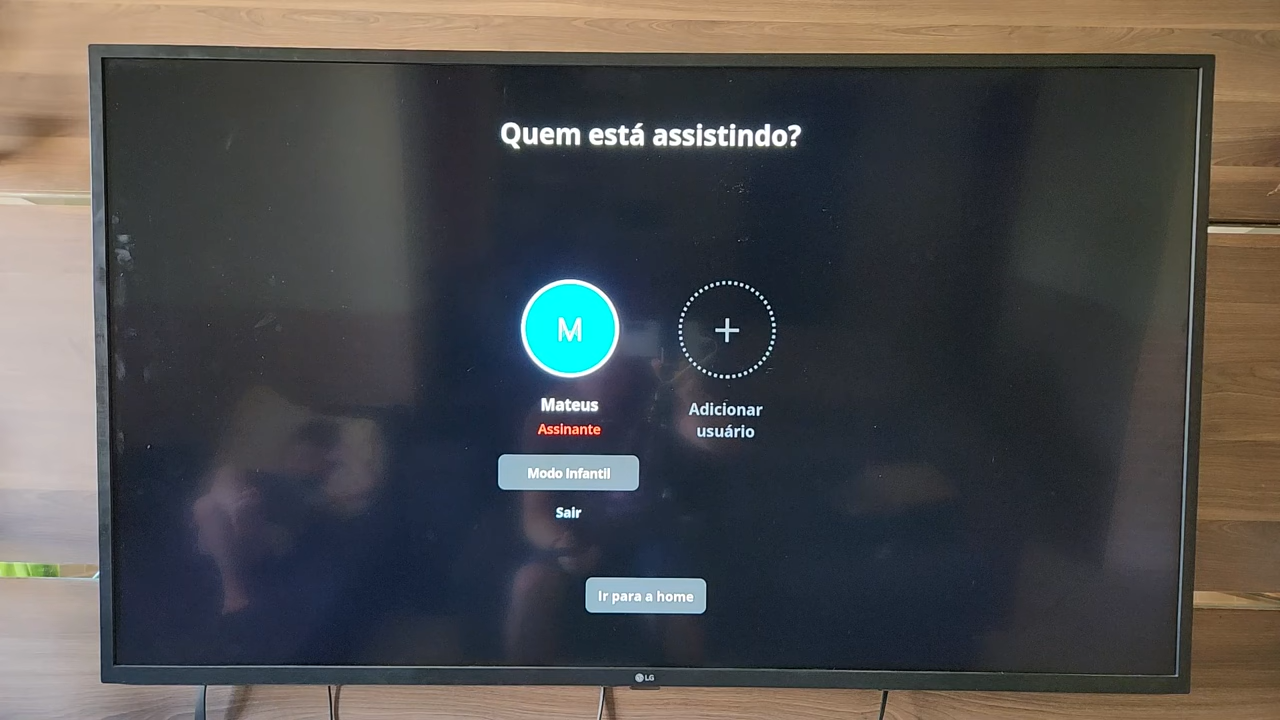 Quem está assistindo?
M
Mateus
Assinante
Adicionar
usuário
Modo Infantil
Sair
Ir para a home
LG